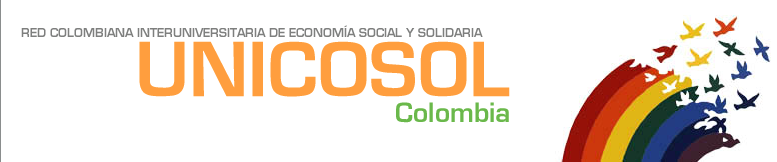 RED COLOMBIANA INTERUNIVERSITARIA DE ECONOMÍA SOCIAL Y SOLIDARIA
UNICOSOL
Colombia